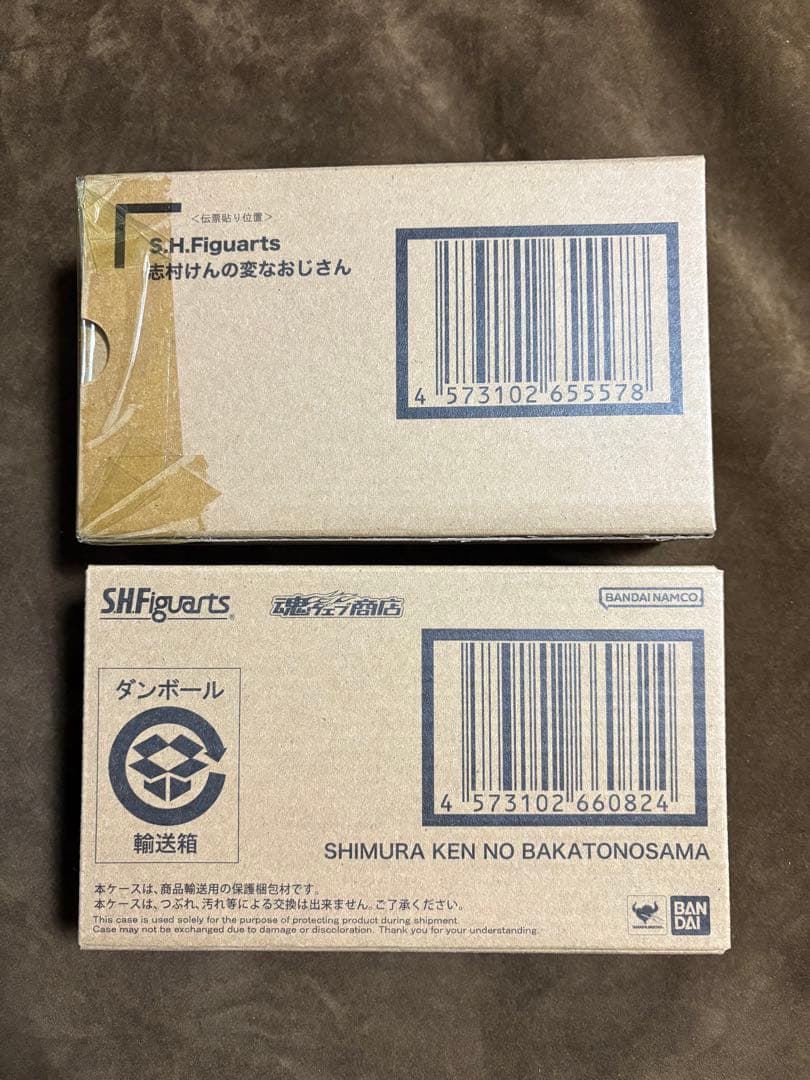 <伝票貼り位置>
S.H.Figuarts
志村けんの変なおじさん
4 573102 655578
S.H.Figuarts®
魂ウェブ商店
BANDAI NAMCO
ダンボール
輸送箱
4 573102 660824
SHIMURA KEN NO BAKATONOSAMA
本ケースは、商品輸送用の保護梱包材です。
本ケースは、つぶれ、汚れ等による交換は出来ません。ご了承ください。
This case is used solely for the purpose of protecting product during shipment.
Case may not be exchanged due to damage or discoloration. Thank you for your understanding.
BAN
DAI